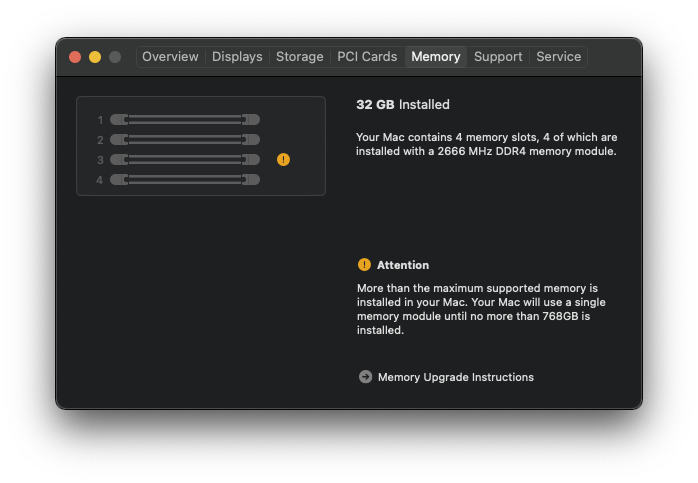 Overview Displays Storage PCI Cards Memory Support Service
1
2
3
4
32 GB Installed
Your Mac contains 4 memory slots, 4 of which are
installed with a 2666 MHz DDR4 memory module.
Attention
More than the maximum supported memory is
installed in your Mac. Your Mac will use a single
memory module until no more than 768GB is
installed.
Memory Upgrade Instructions